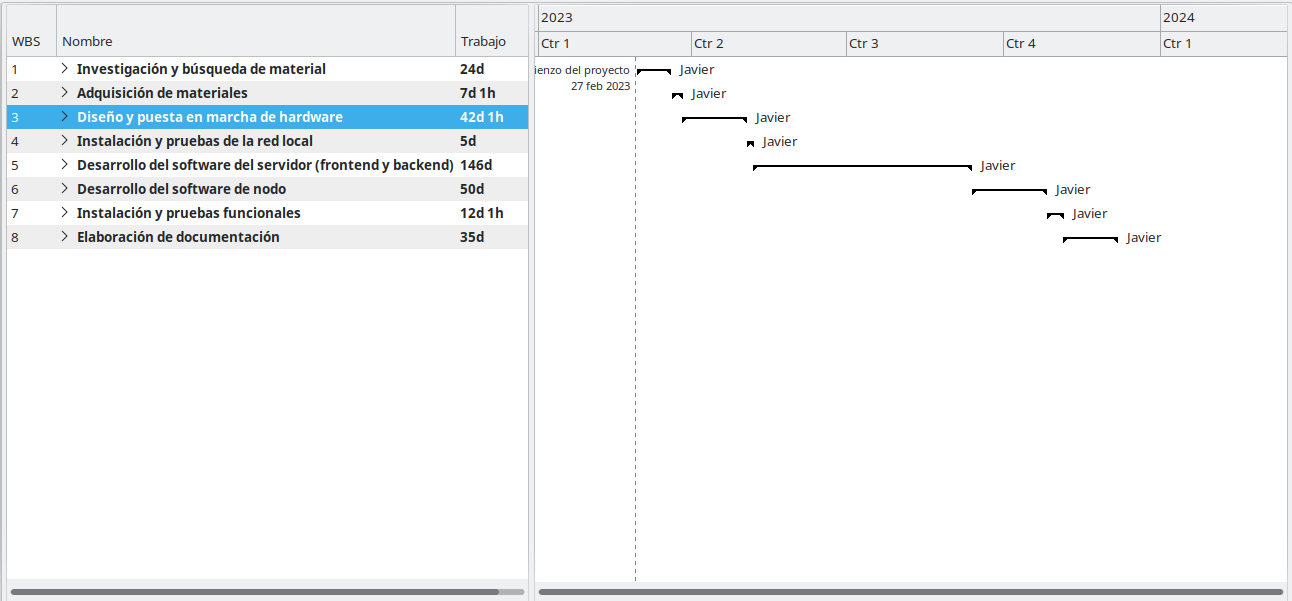 2023 2024
WBS Nombre Trabajo Ctr 1 Ctr 2 Ctr 3 Ctr 4 Ctr 1
1 Investigación y búsqueda de material 24d ienzo del proyecto Javier
27 feb 2023
2 Adquisición de materiales 7d 1h Javier
3 Diseño y puesta en marcha de hardware 42d 1h Javier
4 Instalación y pruebas de la red local 5d Javier
5 Desarrollo del software del servidor (frontend y backend) 146d Javier
6 Desarrollo del software de nodo 50d Javier
7 Instalación y pruebas funcionales 12d 1h Javier
8 Elaboración de documentación 35d Javier